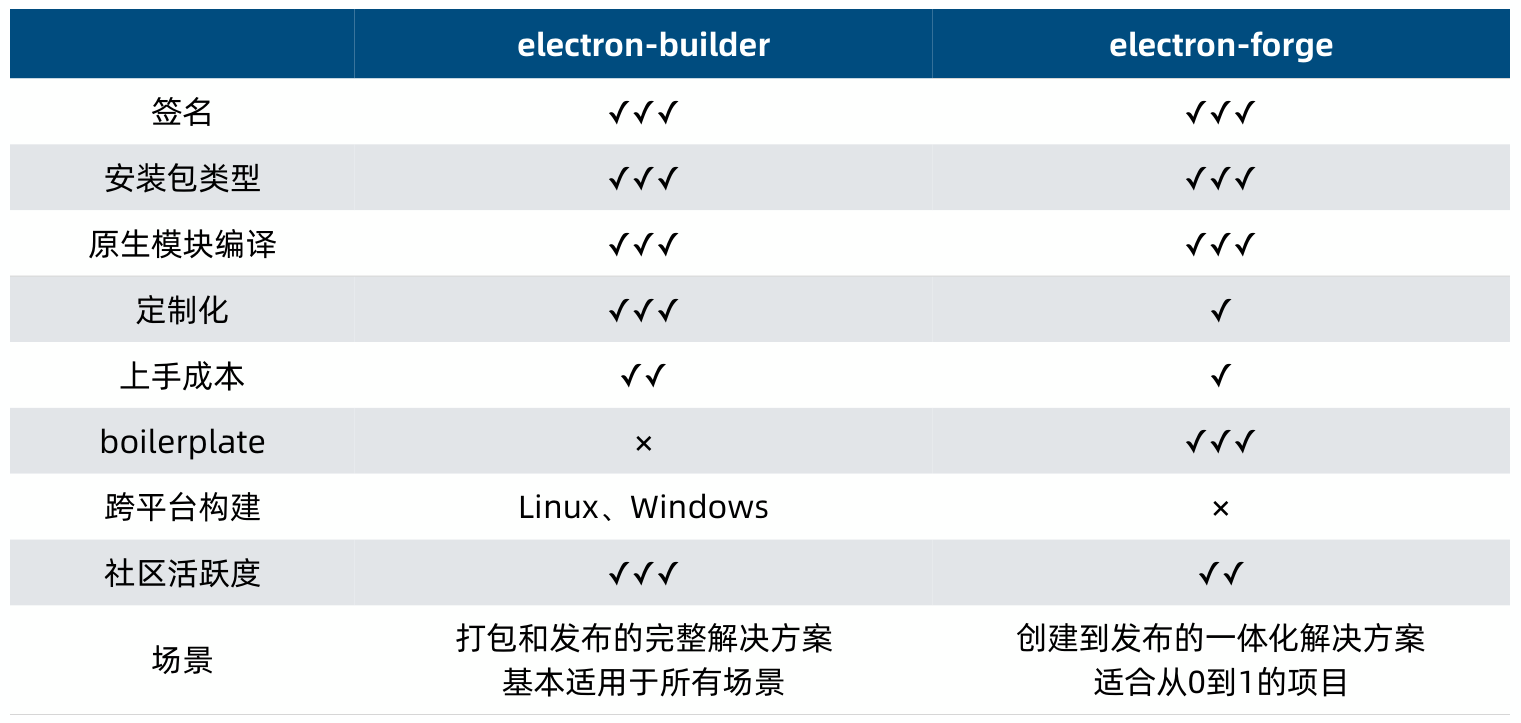 electron-builder electron-forge
签名 ✓✓✓ ✓✓✓
安装包类型 ✓✓✓ ✓✓✓
原生模块编译 ✓✓✓ ✓✓✓
定制化 ✓✓✓ ✓
上手成本 ✓✓ ✓
boilerplate × ✓✓✓
跨平台构建 Linux、Windows ×
社区活跃度 ✓✓✓ ✓✓
场景
打包和发布的完整解决方案
基本适用于所有场景
创建到发布的一体化解决方案
适合从0到1的项目